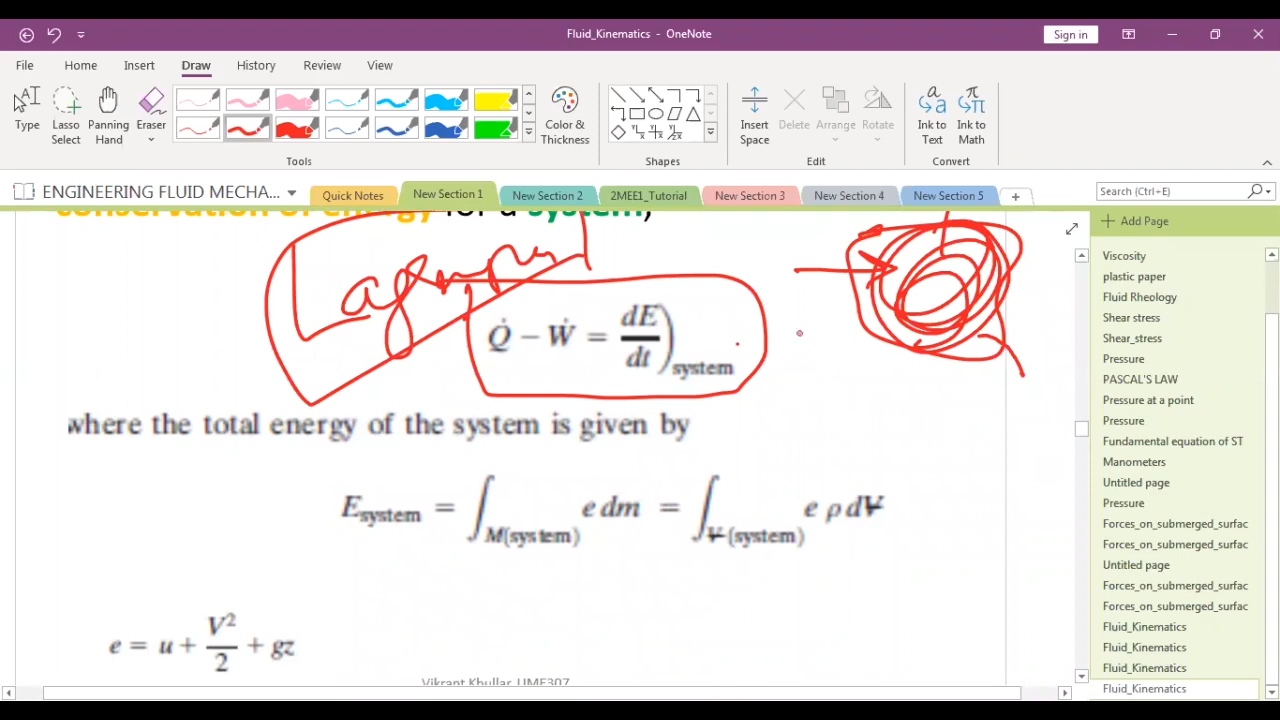 Fluid_Kinematics - OneNote
Sign in
File Home Insert Draw History Review View
Type
Lasso Select
Panning Hand
Eraser
Color & Thickness
Insert Space
Delete
Arrange
Rotate
Ink to Text
Ink to Math
Tools
Shapes
Edit
Convert
ENGINEERING FLUID MECHA...
Quick Notes
New Section 1
New Section 2
2MEE1_Tutorial
New Section 3
New Section 4
New Section 5
Search (Ctrl+E)
conservation of energy for a system,
Q̇ − Ẇ = dE/dt)system
where the total energy of the system is given by
Esystem = ∫M(system) e dm = ∫V(system) e ρ dV
e = u + V²/2 + gz
Vikrant Khullar, UME307
Add Page
Viscosity
plastic paper
Fluid Rheology
Shear stress
Shear_stress
Pressure
PASCAL'S LAW
Pressure at a point
Pressure
Fundamental equation of ST
Manometers
Untitled page
Pressure
Forces_on_submerged_surfac
Forces_on_submerged_surfac
Untitled page
Forces_on_submerged_surfac
Forces_on_submerged_surfac
Fluid_Kinematics
Fluid_Kinematics
Fluid_Kinematics
Fluid_Kinematics